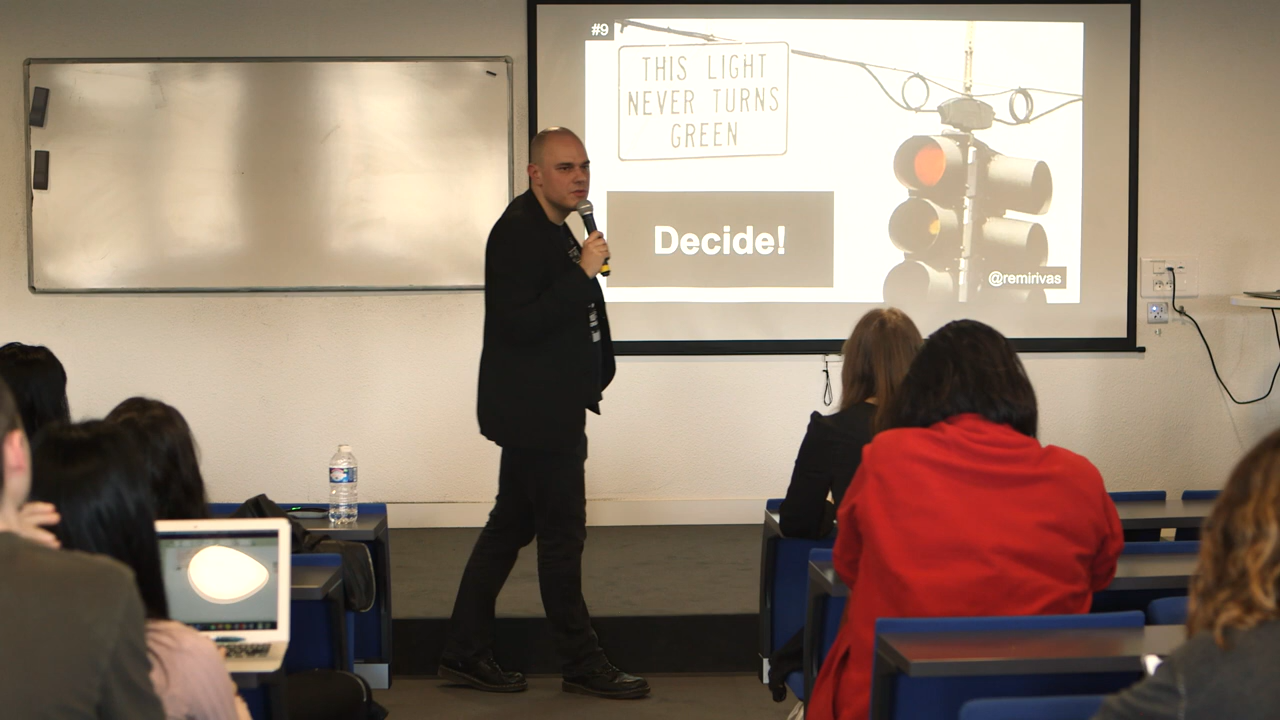 #9
THIS LIGHT
NEVER TURNS
GREEN
Decide!
@remirivas